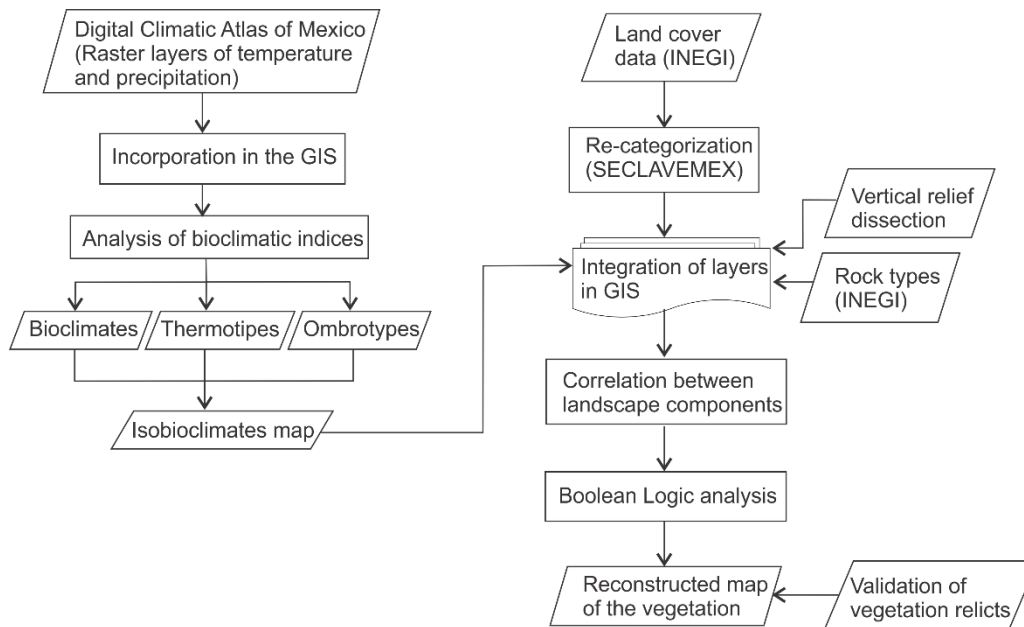 Digital Climatic Atlas of Mexico
(Raster layers of temperature
and precipitation)
Incorporation in the GIS
Analysis of bioclimatic indices
Bioclimates
Thermotipes
Ombrotypes
Isobioclimates map
Land cover
data (INEGI)
Re-categorization
(SECLAVEMEX)
Vertical relief
dissection
Integration of layers
in GIS
Rock types
(INEGI)
Correlation between
landscape components
Boolean Logic analysis
Reconstructed map
of the vegetation
Validation of
vegetation relicts